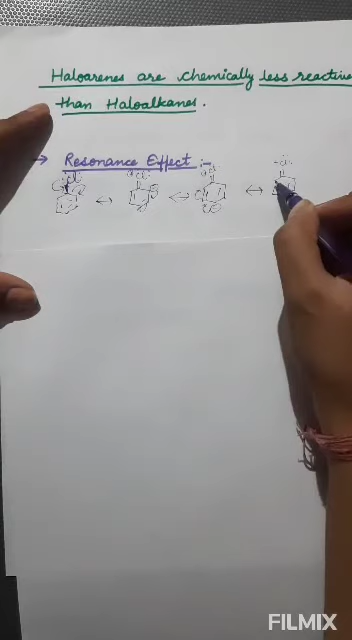 Haloarenes are chemically less reactive
than Haloalkanes.
→ Resonance Effect :-
FILMIX